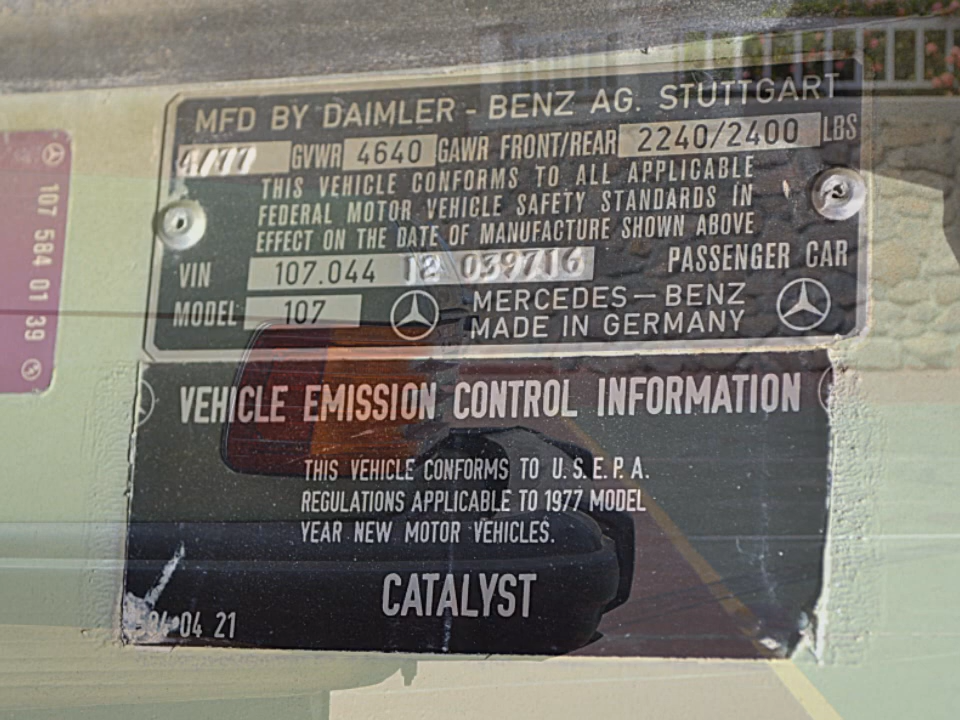 MFD BY DAIMLER - BENZ AG. STUTTGART
4/77 GVWR 4640 GAWR FRONT/REAR 2240/2400 LBS
THIS VEHICLE CONFORMS TO ALL APPLICABLE
FEDERAL MOTOR VEHICLE SAFETY STANDARDS IN
EFFECT ON THE DATE OF MANUFACTURE SHOWN ABOVE
VIN 107.044 12 039716 PASSENGER CAR
MODEL 107 MERCEDES — BENZ
MADE IN GERMANY
107 584 01 39
VEHICLE EMISSION CONTROL INFORMATION
THIS VEHICLE CONFORMS TO U.S.E.P.A.
REGULATIONS APPLICABLE TO 1977 MODEL
YEAR NEW MOTOR VEHICLES.
CATALYST
04 21